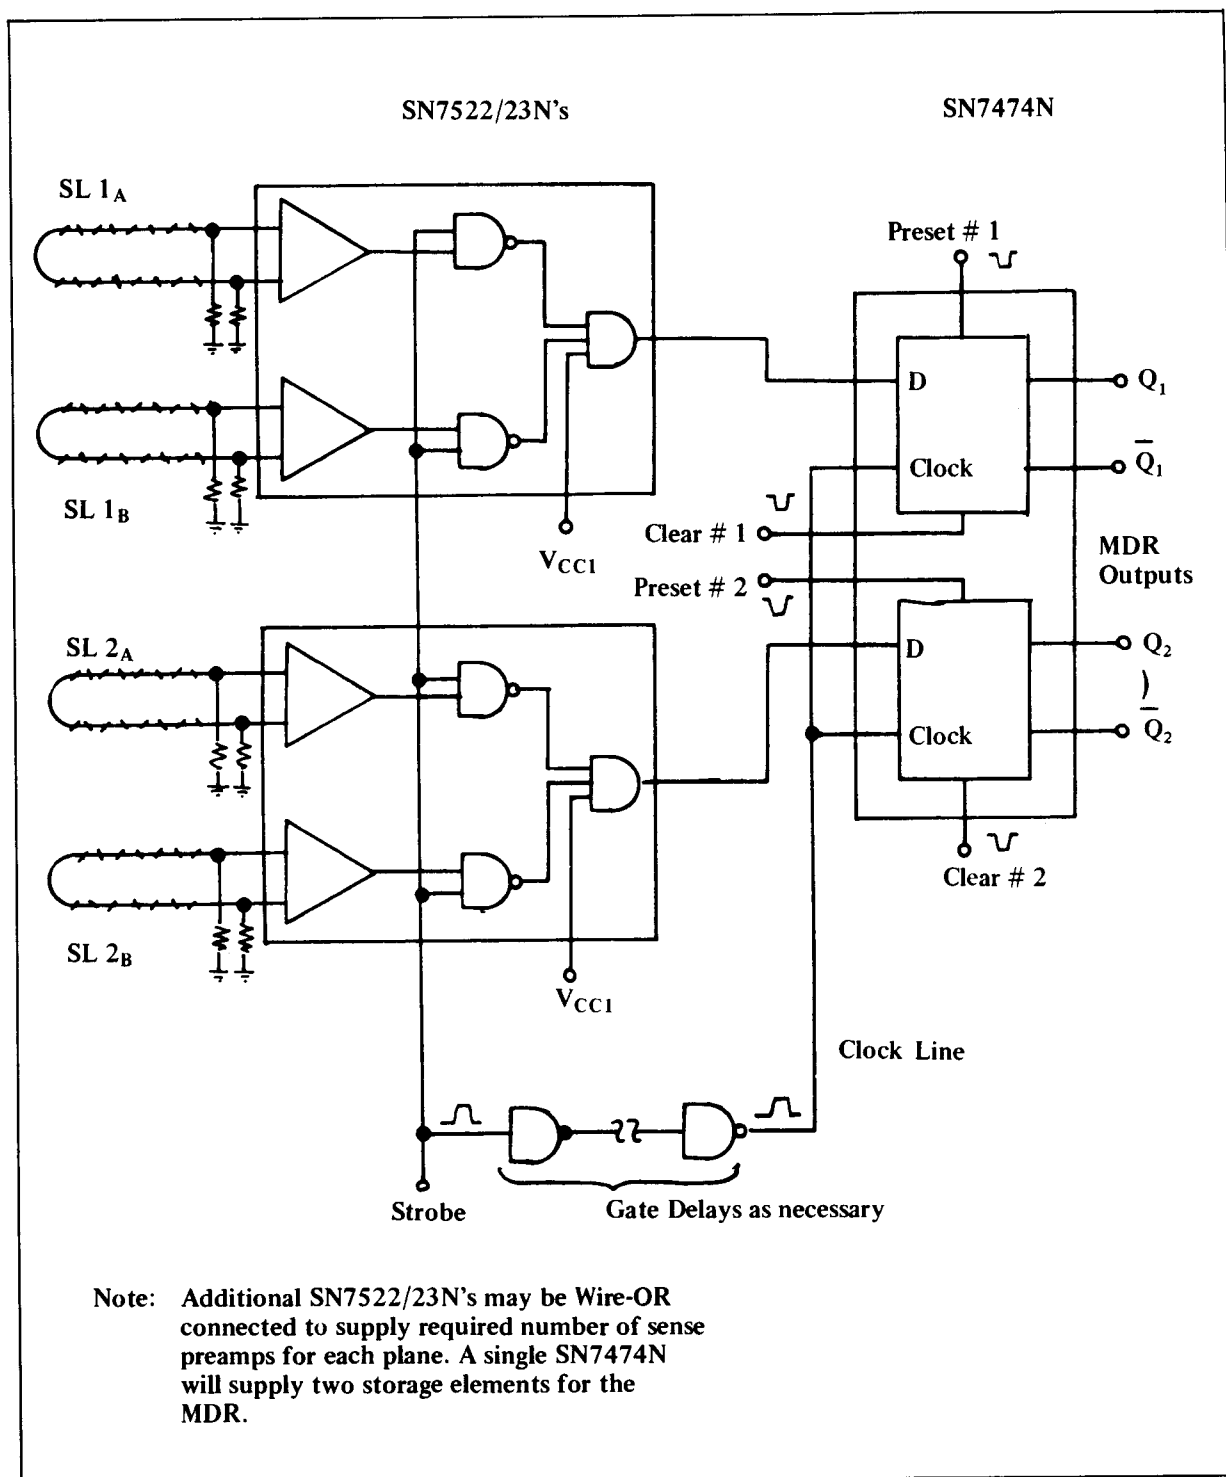 SN7522/23N's
SN7474N
SL 1A
Preset # 1
D
Q1
Clock
Q̅1
SL 1B
VCC1
Clear # 1
Preset # 2
MDR
Outputs
SL 2A
D
Q2
Clock
Q̅2
Clear # 2
SL 2B
VCC1
Clock Line
Strobe
Gate Delays as necessary
Note: Additional SN7522/23N's may be Wire-OR
connected to supply required number of sense
preamps for each plane. A single SN7474N
will supply two storage elements for the
MDR.